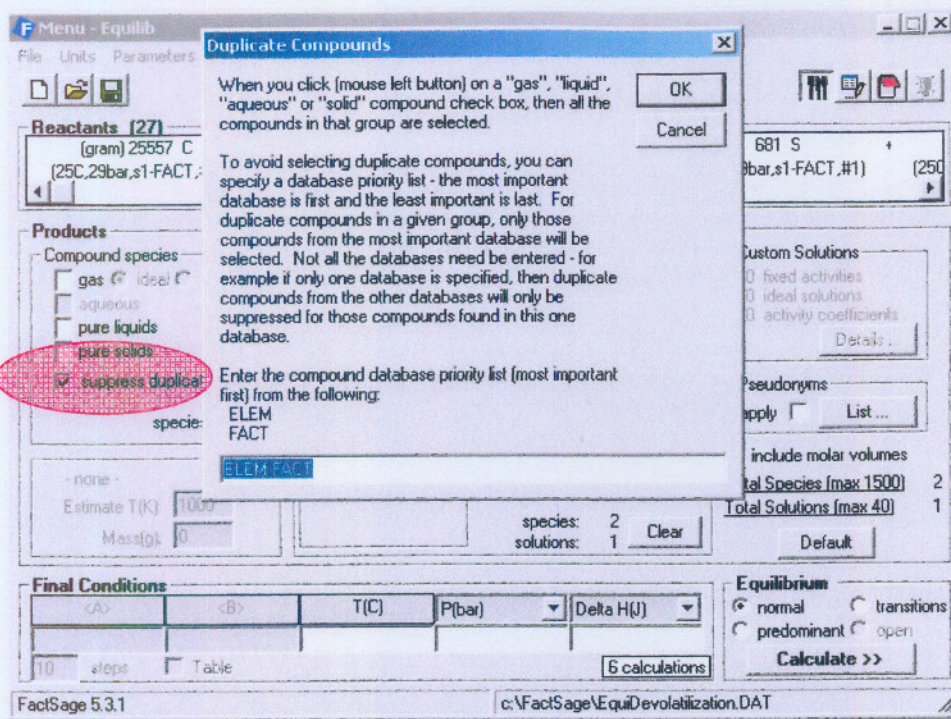 F Menu - Equilib
File Units Parameters
Reactants (27)
(gram) 25557 C
681 S +
(25C,29bar,s1-FACT,
bar,s1-FACT,#1) (25C
Duplicate Compounds
When you click (mouse left button) on a "gas", "liquid",
"aqueous" or "solid" compound check box, then all the
compounds in that group are selected.
To avoid selecting duplicate compounds, you can
specify a database priority list - the most important
database is first and the least important is last. For
duplicate compounds in a given group, only those
compounds from the most important database will be
selected. Not all the databases need be entered - for
example if only one database is specified, then duplicate
compounds from the other databases will only be
suppressed for those compounds found in this one
database.
Enter the compound database priority list (most important
first) from the following:
ELEM
FACT
ELEM FACT
OK
Cancel
Products
Compound species
gas ideal
aqueous
pure liquids
pure solids
suppress duplicat
specie
Custom Solutions
0 fixed activities
0 ideal solutions
0 activity coefficients
Details ...
Pseudonyms
apply List ...
include molar volumes
Total Species (max 1500) 2
Total Solutions (max 40) 1
Default
- none -
Estimate T(K): 1000
Mass(g): 0
species: 2
solutions: 1
Clear
Final Conditions
<A> <B> T(C) P(bar) Delta H(J)
10 steps Table
6 calculations
Equilibrium
normal transitions
predominant open
Calculate >>
FactSage 5.3.1
c:\FactSage\EquiDevolatilization.DAT